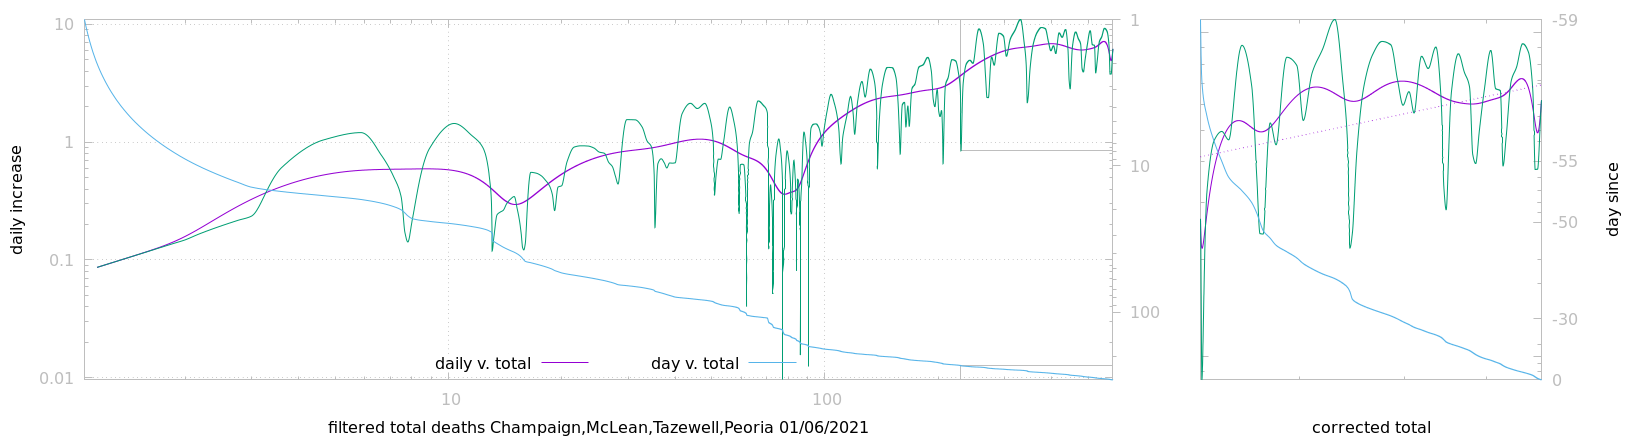 10
1
0.1
0.01
daily increase
10
100
1
10
100
daily v. total
day v. total
filtered total deaths Champaign,McLean,Tazewell,Peoria 01/06/2021
-59
-55
-50
-30
0
day since
corrected total